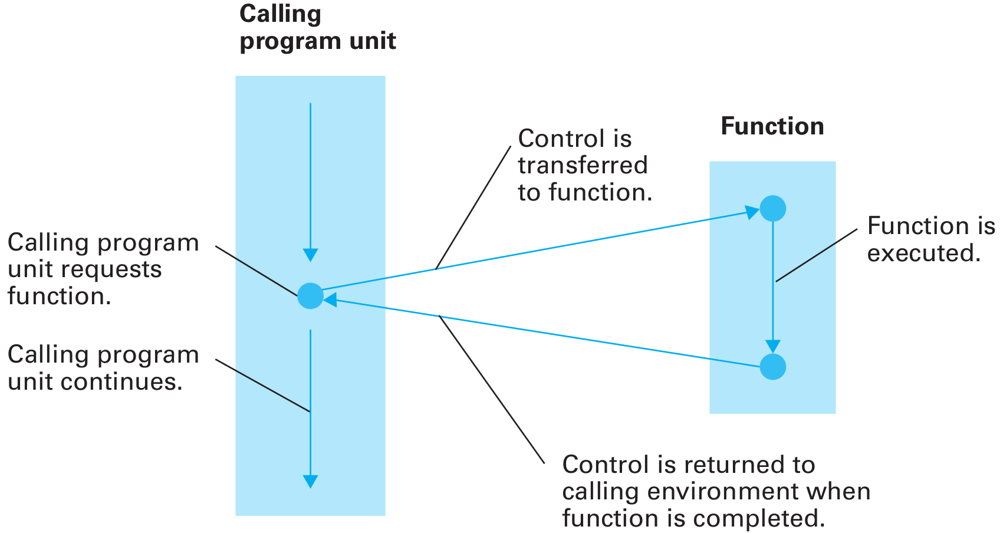 Calling
program unit
Function
Control is
transferred
to function.
Calling program
unit requests
function.
Function is
executed.
Calling program
unit continues.
Control is returned to
calling environment when
function is completed.